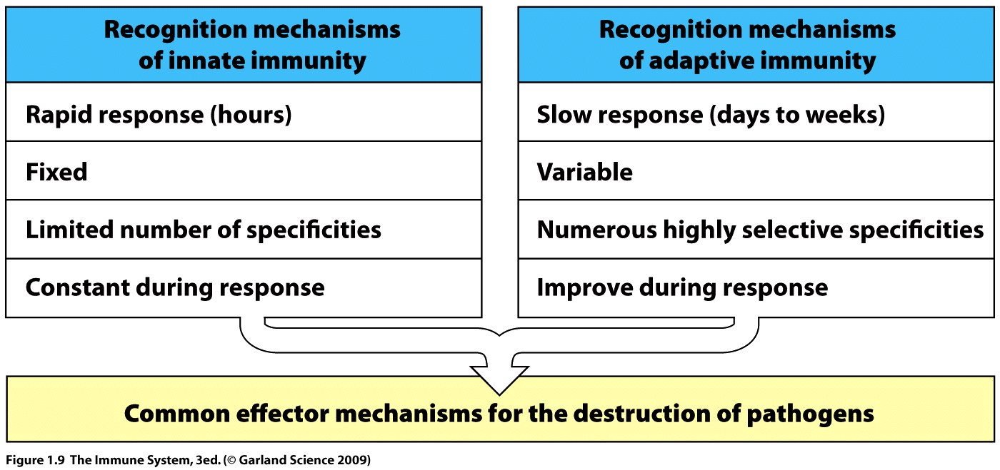 Recognition mechanisms
of innate immunity
Rapid response (hours)
Fixed
Limited number of specificities
Constant during response
Recognition mechanisms
of adaptive immunity
Slow response (days to weeks)
Variable
Numerous highly selective specificities
Improve during response
Common effector mechanisms for the destruction of pathogens
Figure 1.9 The Immune System, 3ed. (© Garland Science 2009)